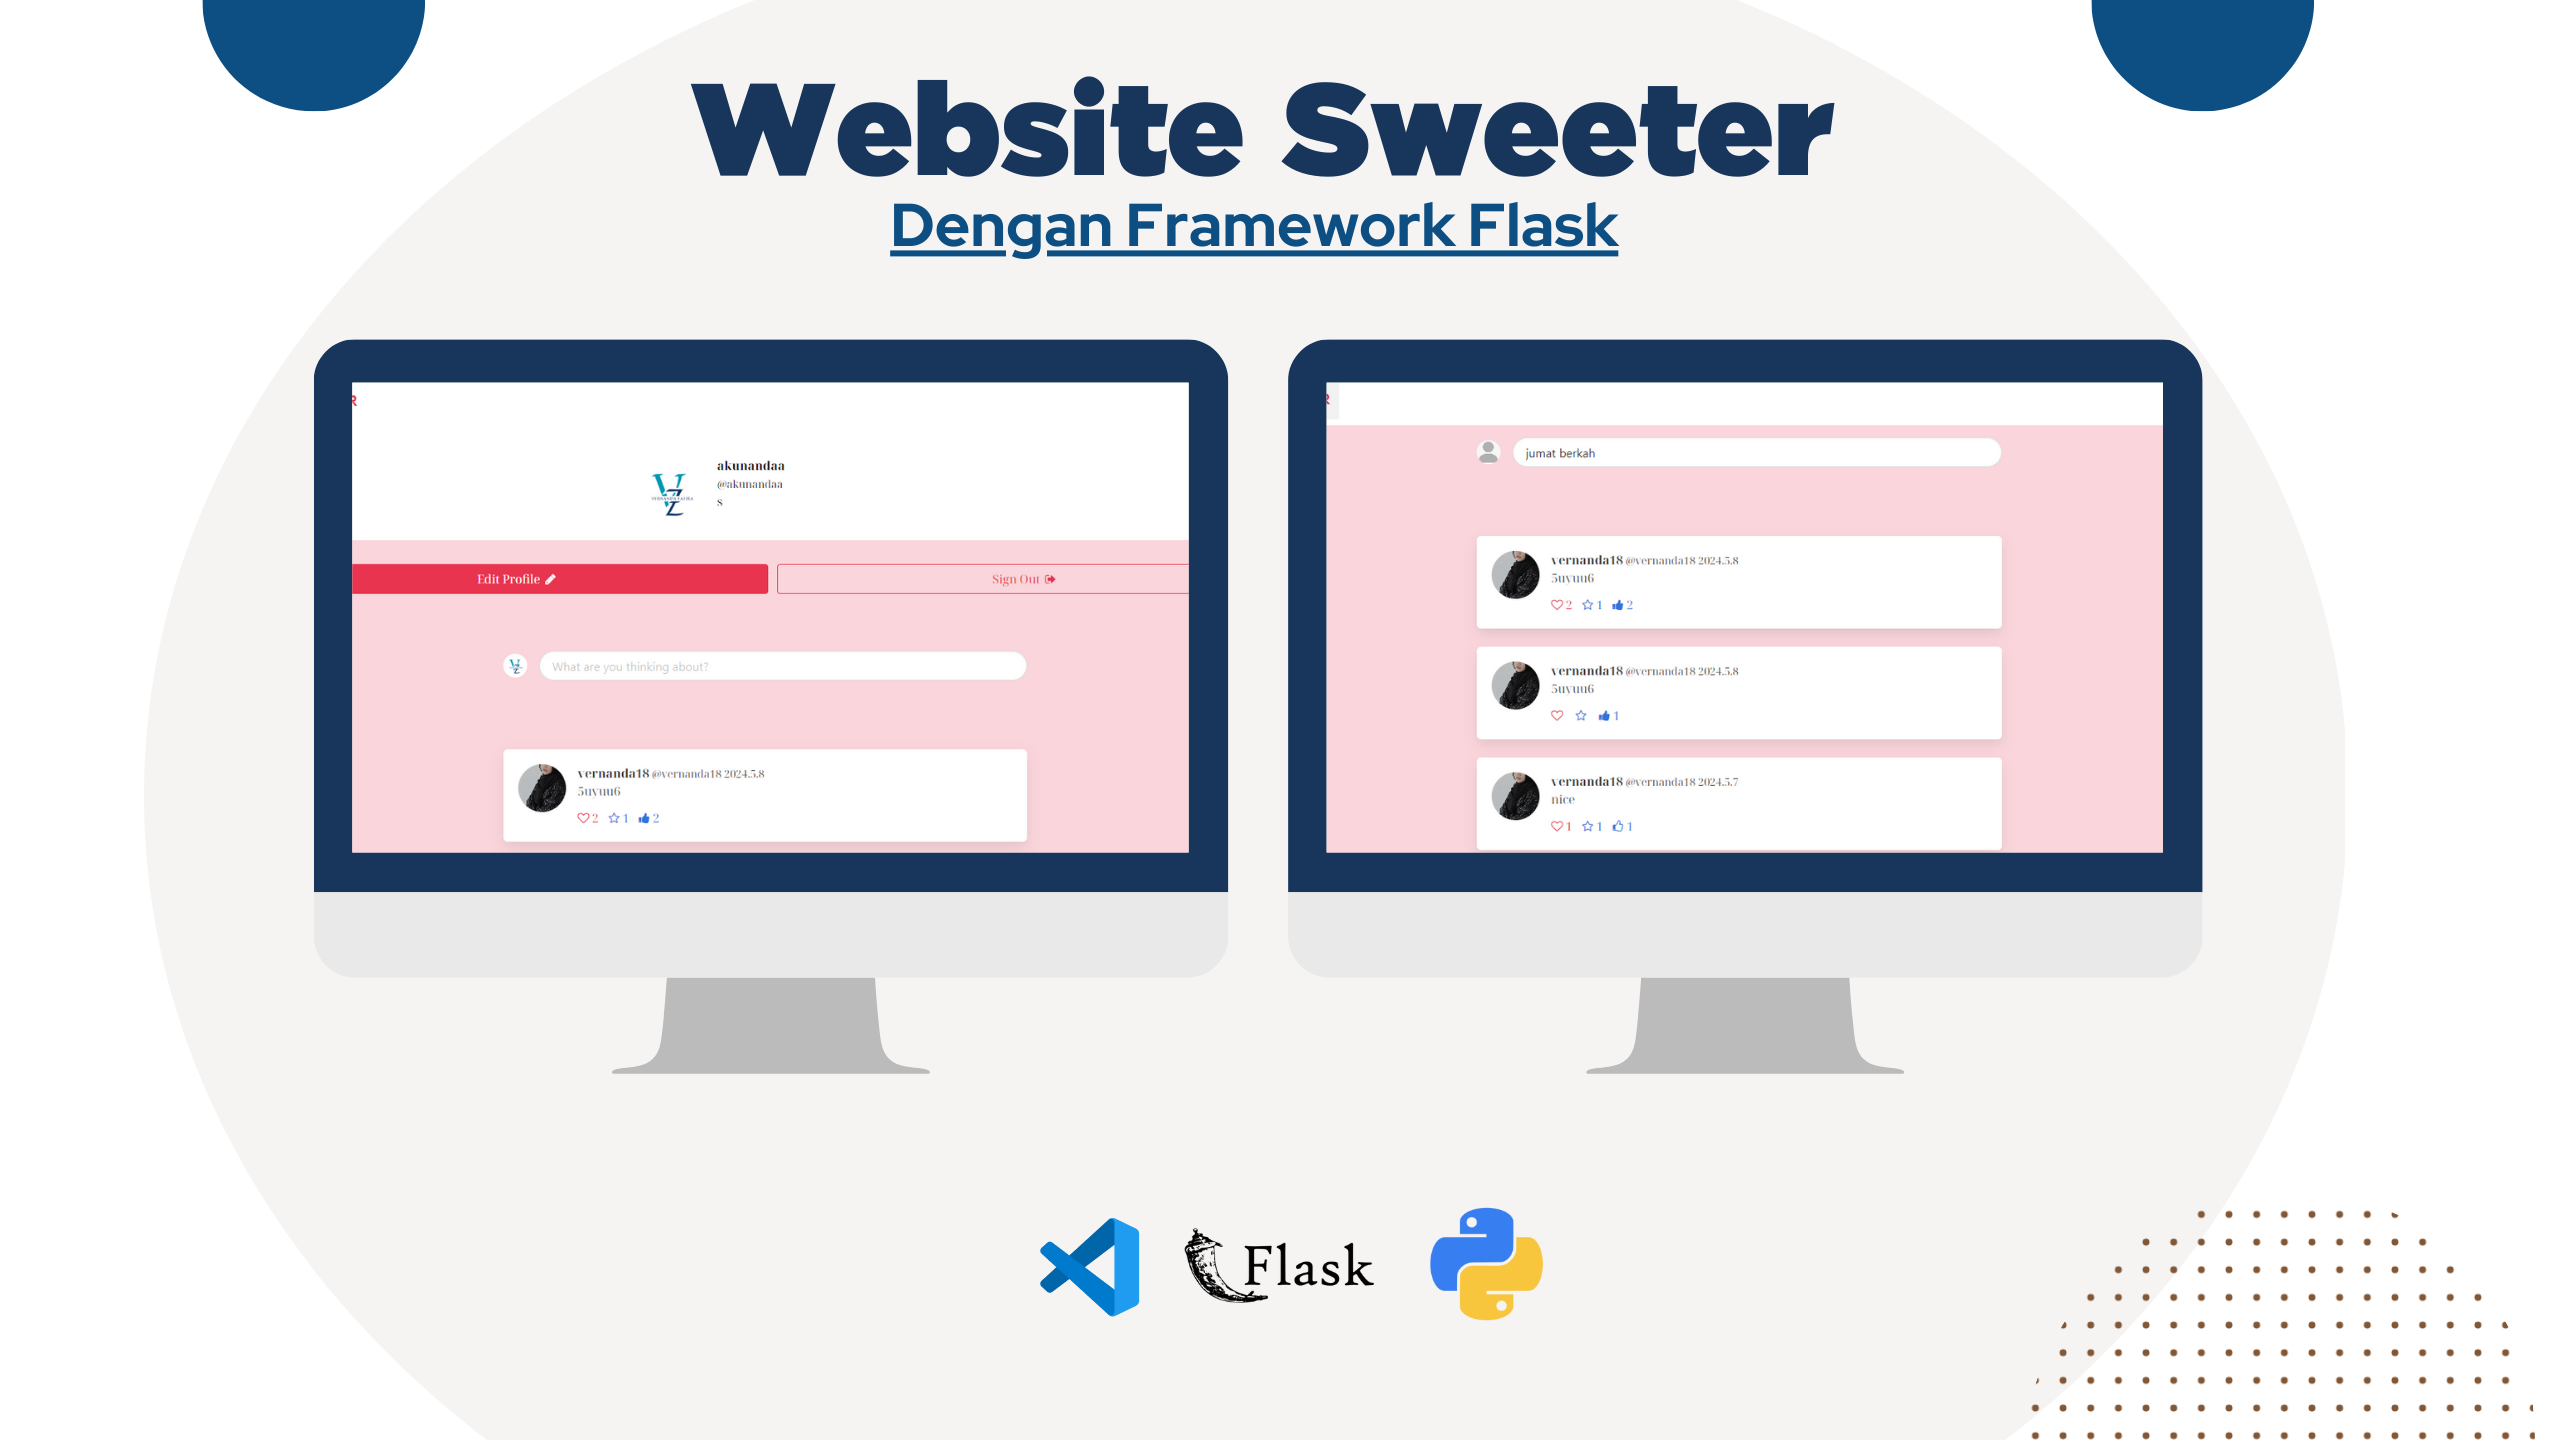 Website Sweeter
Dengan Framework Flask
R
akunandaa
@akunandaa
s
Edit Profile
Sign Out
What are you thinking about?
vernanda18 @vernanda18 2024.5.8
5uyuu6
2 1 2
jumat berkah
vernanda18 @vernanda18 2024.5.8
5uyuu6
2 1 2
vernanda18 @vernanda18 2024.5.8
5uyuu6
1
vernanda18 @vernanda18 2024.5.7
nice
1 1 1
Flask